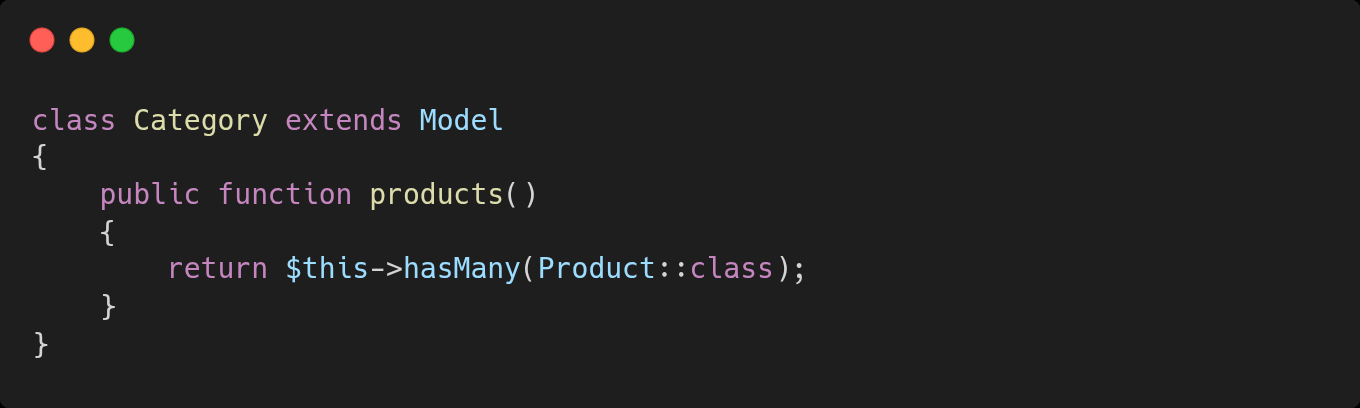 class Category extends Model
{
    public function products()
    {
        return $this->hasMany(Product::class);
    }
}